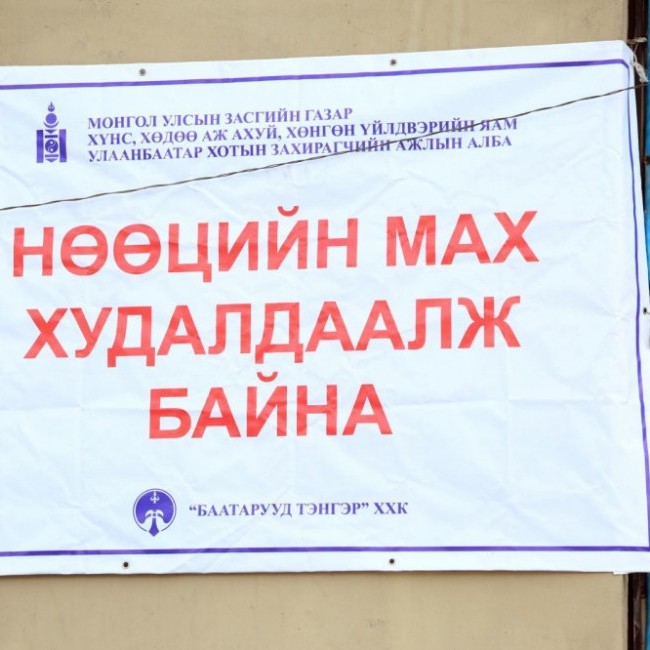 МОНГОЛ УЛСЫН ЗАСГИЙН ГАЗАР
ХҮНС, ХӨДӨӨ АЖ АХУЙ, ХӨНГӨН ҮЙЛДВЭРИЙН ЯАМ
УЛААНБААТАР ХОТЫН ЗАХИРАГЧИЙН АЖЛЫН АЛБА
НӨӨЦИЙН МАХ
ХУДАЛДААЛЖ
БАЙНА
"БААТАРУУД ТЭНГЭР" ХХК